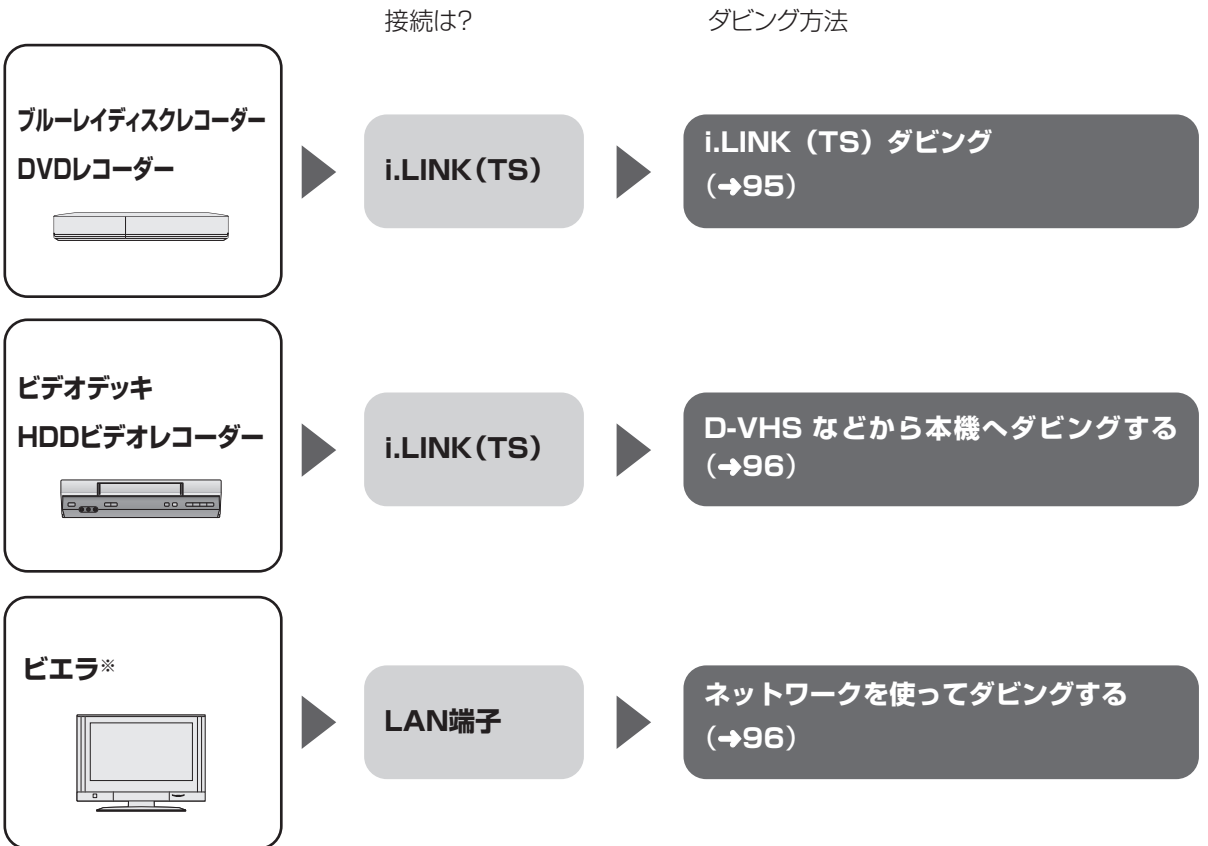 接続は?
ダビング方法
ブルーレイディスクレコーダー
DVDレコーダー
i.LINK(TS)
i.LINK(TS)ダビング
(➜95)
ビデオデッキ
HDDビデオレコーダー
i.LINK(TS)
D-VHS などから本機へダビングする
(➜96)
ビエラ※
LAN端子
ネットワークを使ってダビングする
(➜96)